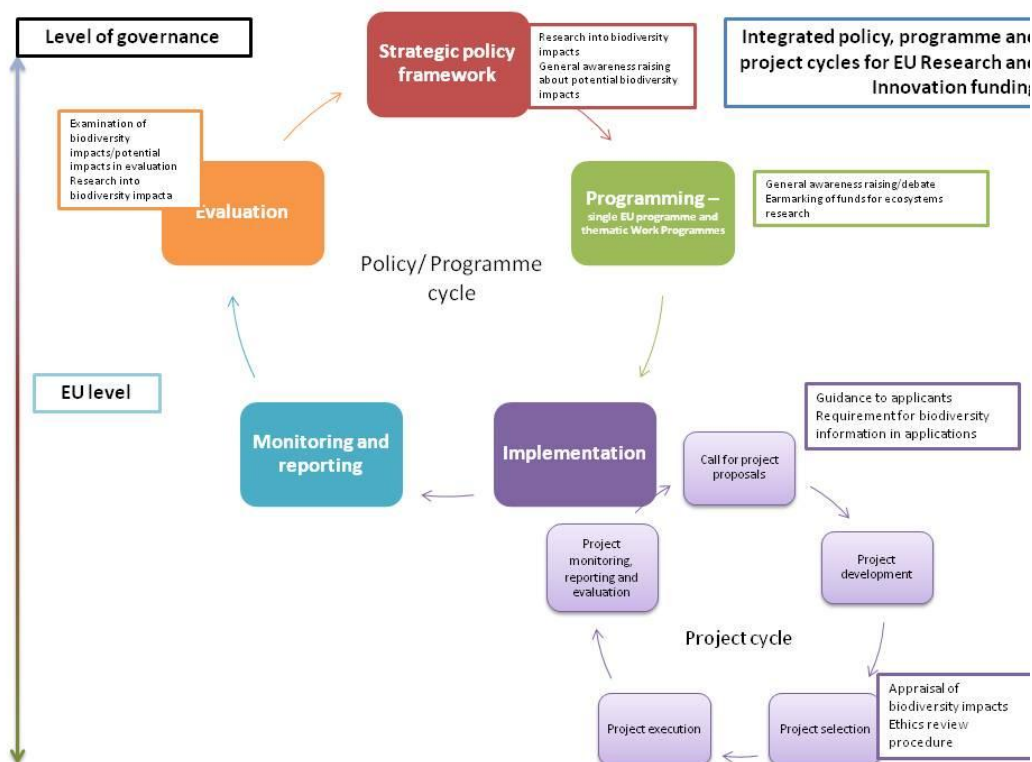 Level of governance
Strategic policy
framework
Research into biodiversity
impacts
General awareness raising
about potential biodiversity
impacts
Integrated policy, programme and
project cycles for EU Research and
Innovation funding
Examination of
biodiversity
impacts/potential
impacts in evaluation
Research into
biodiversity impacta
Evaluation
Programming –
single EU programme and
thematic Work Programmes
General awareness raising/debate
Earmarking of funds for ecosystems
research
Policy/ Programme
cycle
EU level
Monitoring and
reporting
Implementation
Guidance to applicants
Requirement for biodiversity
information in applications
Call for project
proposals
Project
monitoring,
reporting and
evaluation
Project
development
Project cycle
Project execution
Project selection
Appraisal of
biodiversity impacts
Ethics review
procedure